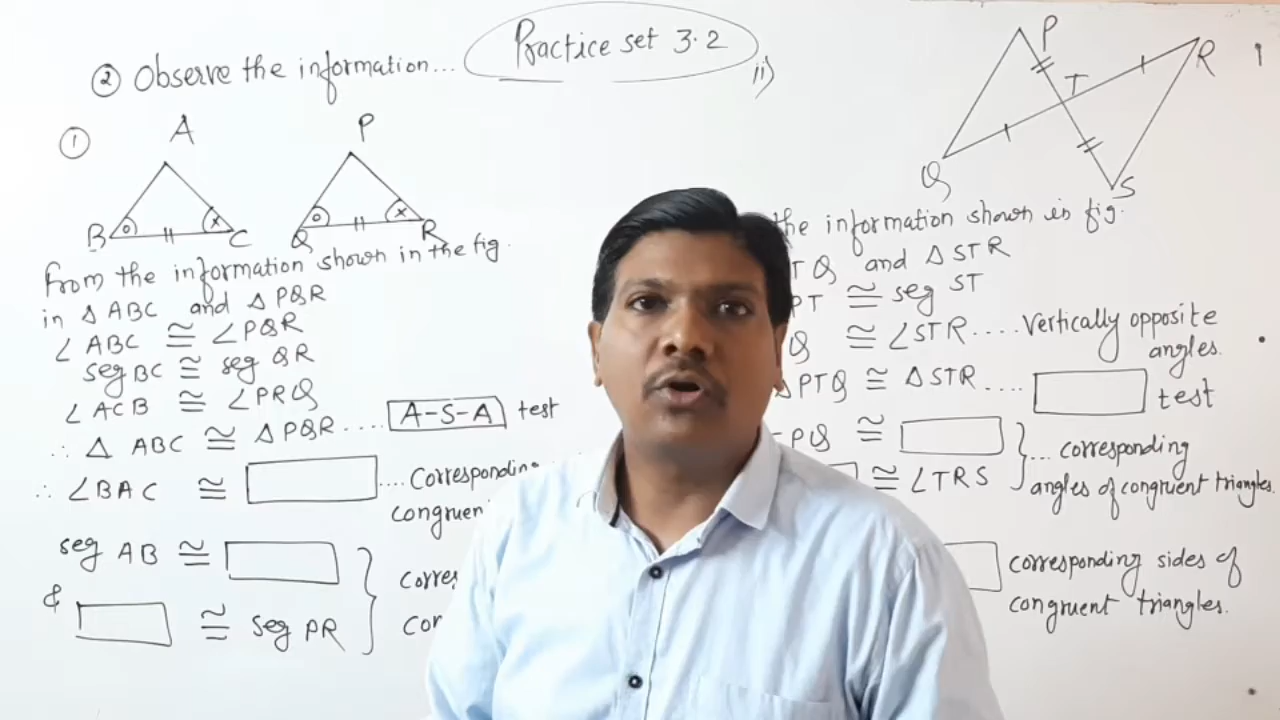 Practice set 3.2
② Observe the information...
①
A
B
C
P
Q
R
From the information shown in the fig.
in △ ABC and △ PQR
∠ ABC ≅ ∠PQR
seg BC ≅ seg QR
∠ ACB ≅ ∠PRQ
∴ △ ABC ≅ △ PQR .... A-S-A test
∴ ∠BAC ≅ .... Corresponding
seg AB ≅
& ≅ seg PR
ii)
P
T
R
Q
S
the information shown in fig.
TQ and △ STR
PT ≅ seg ST
Q ≅ ∠STR .... Vertically opposite
angles.
△PTQ ≅ △STR .... test
PQ ≅ ... corresponding
≅ ∠TRS angles of congruent triangles.
corresponding sides of
congruent triangles.